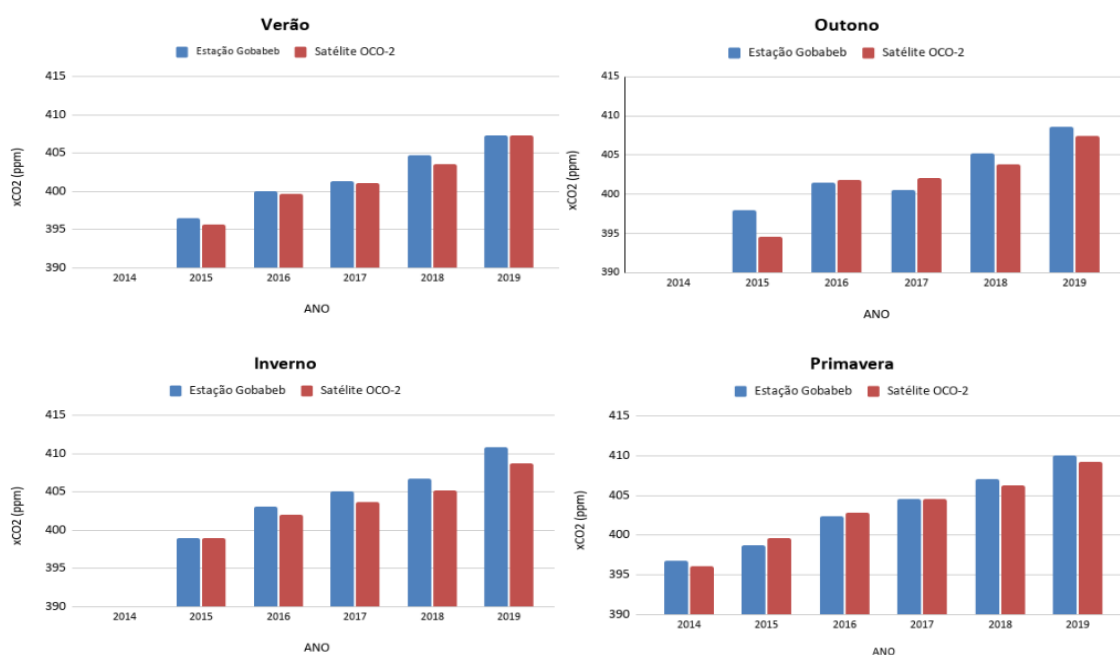 Verão
Estação Gobabeb Satélite OCO-2
415
410
405
400
395
390
xCO2 (ppm)
2014 2015 2016 2017 2018 2019
ANO
Outono
Estação Gobabeb Satélite OCO-2
415
410
405
400
395
390
xCO2 (ppm)
2014 2015 2016 2017 2018 2019
ANO
Inverno
Estação Gobabeb Satélite OCO-2
415
410
405
400
395
390
xCO2 (ppm)
2014 2015 2016 2017 2018 2019
ANO
Primavera
Estação Gobabeb Satélite OCO-2
415
410
405
400
395
390
xCO2 (ppm)
2014 2015 2016 2017 2018 2019
ANO